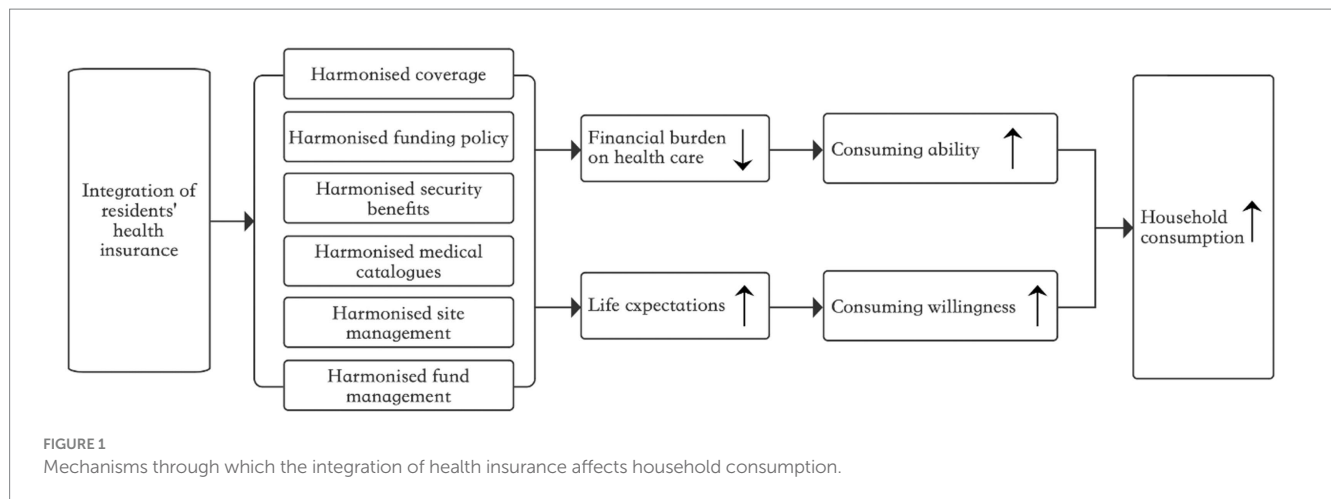 Integration of
residents'
health
insurance
Harmonised coverage
Harmonised funding policy
Harmonised security
benefits
Harmonised medical
catalogues
Harmonised site
management
Harmonised fund
management
Financial burden
on health care
Life cxpectations
Consuming ability
Consuming willingness
Household
consumption
FIGURE 1
Mechanisms through which the integration of health insurance affects household consumption.